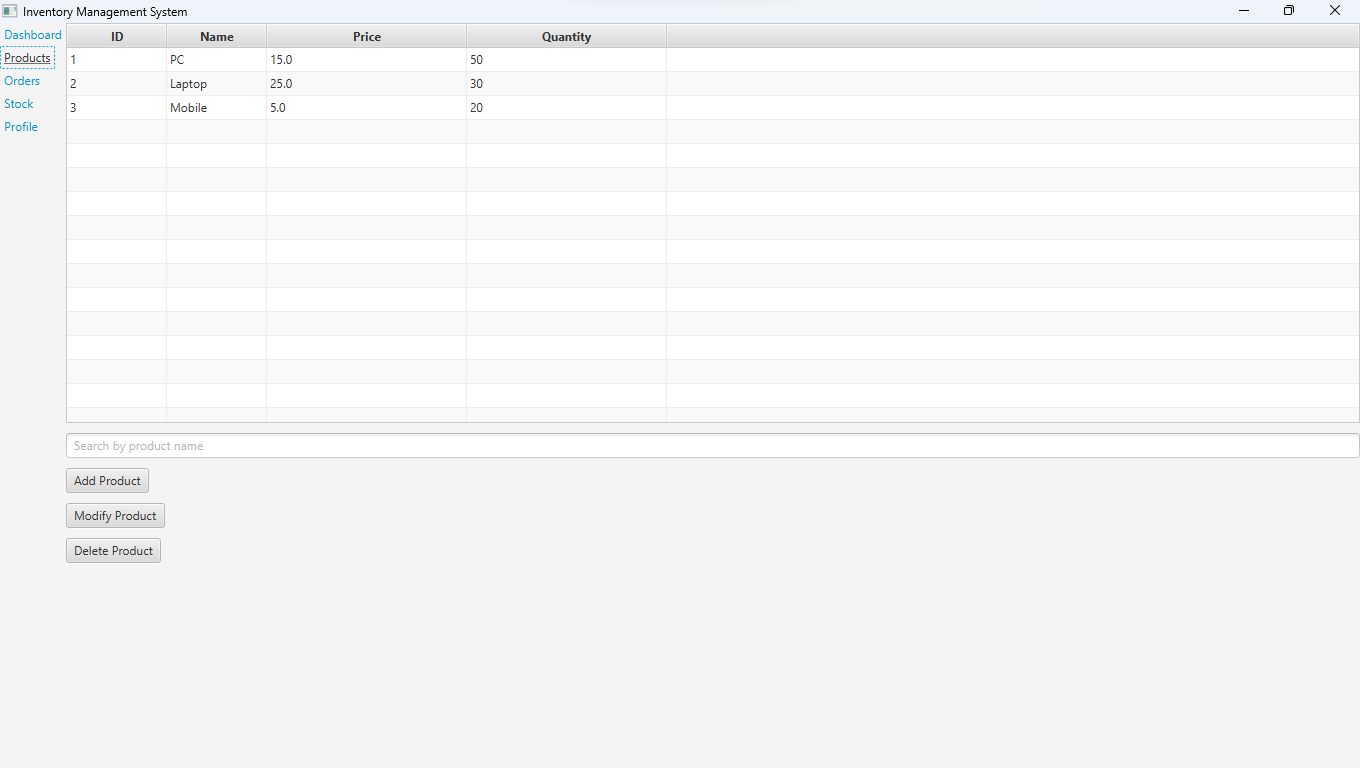 Inventory Management System
Dashboard
Products
Orders
Stock
Profile
ID Name Price Quantity
1 PC 15.0 50
2 Laptop 25.0 30
3 Mobile 5.0 20
Search by product name
Add Product
Modify Product
Delete Product